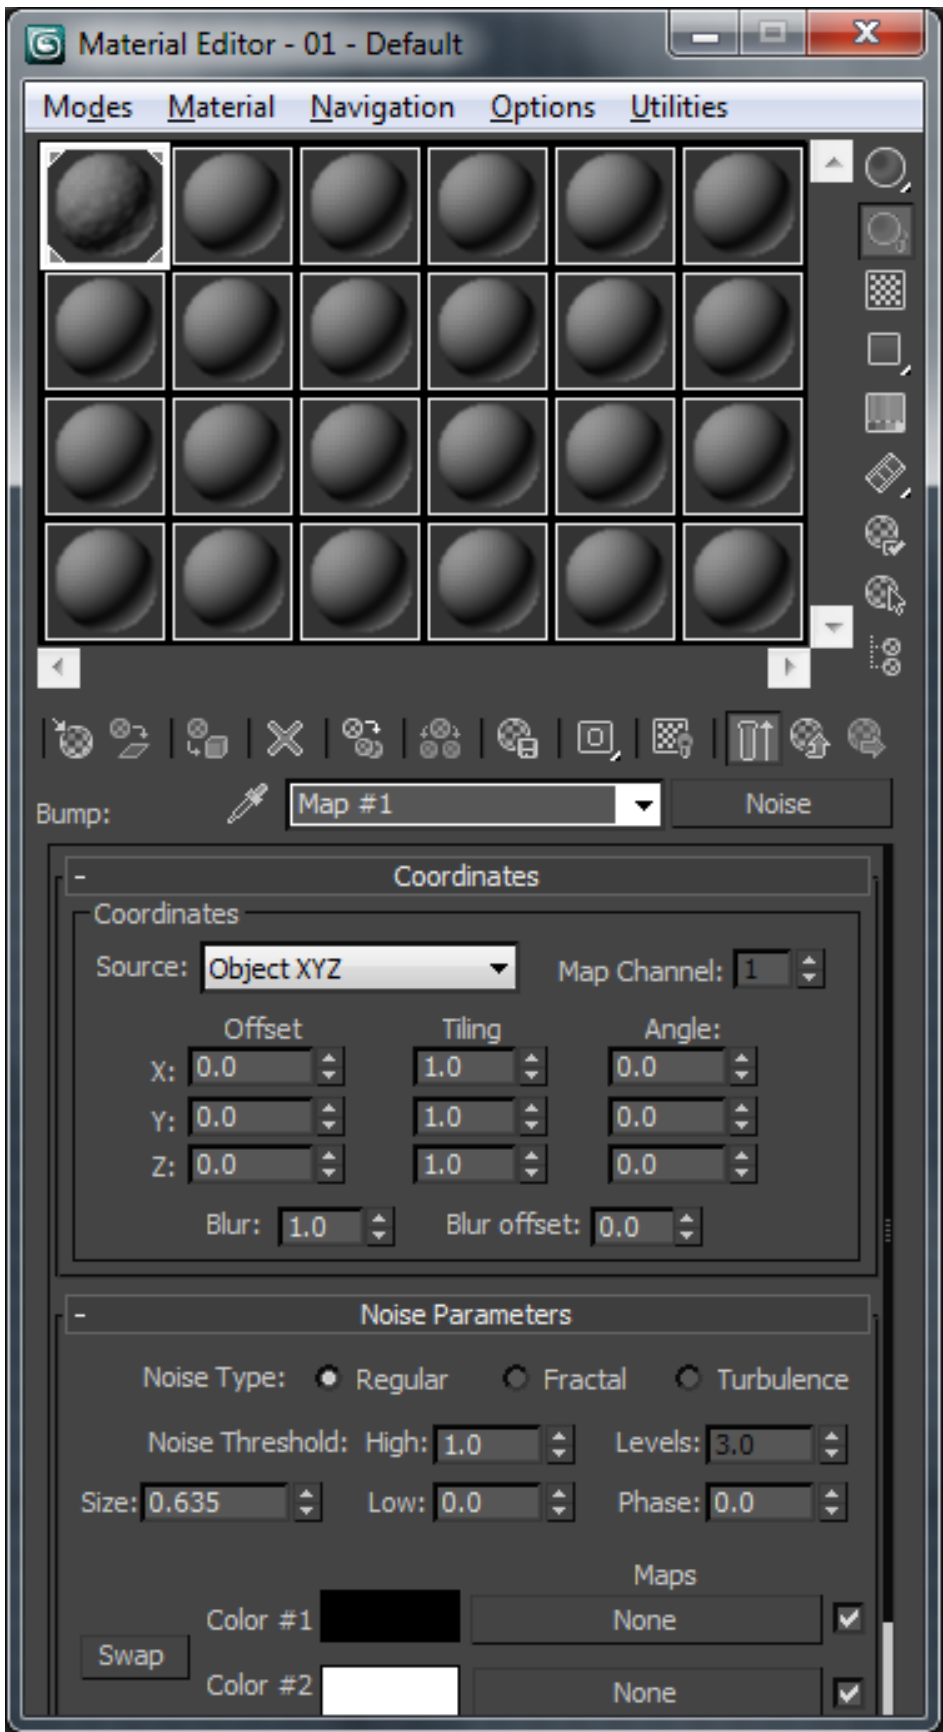 Material Editor - 01 - Default
Modes Material Navigation Options Utilities
Bump: Map #1 Noise
- Coordinates
Coordinates
Source: Object XYZ Map Channel: 1
Offset Tiling Angle:
X: 0.0 1.0 0.0
Y: 0.0 1.0 0.0
Z: 0.0 1.0 0.0
Blur: 1.0 Blur offset: 0.0
- Noise Parameters
Noise Type: Regular Fractal Turbulence
Noise Threshold: High: 1.0 Levels: 3.0
Size: 0.635 Low: 0.0 Phase: 0.0
Maps
Color #1 None
Swap
Color #2 None